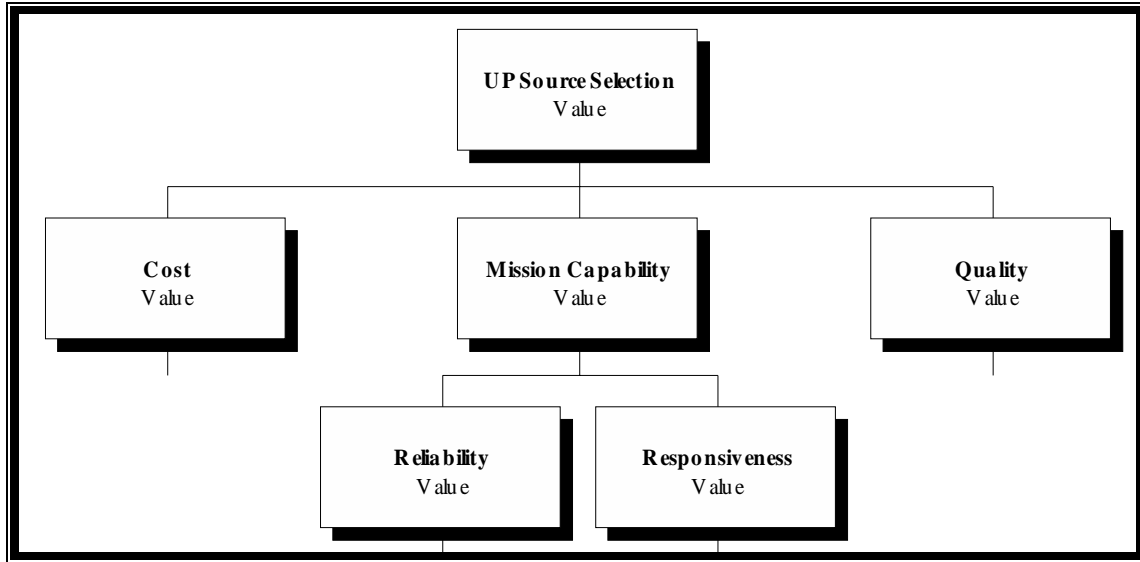 UP Source Selection
Value
Cost
Value
Mission Capability
Value
Quality
Value
Reliability
Value
Responsiveness
Value